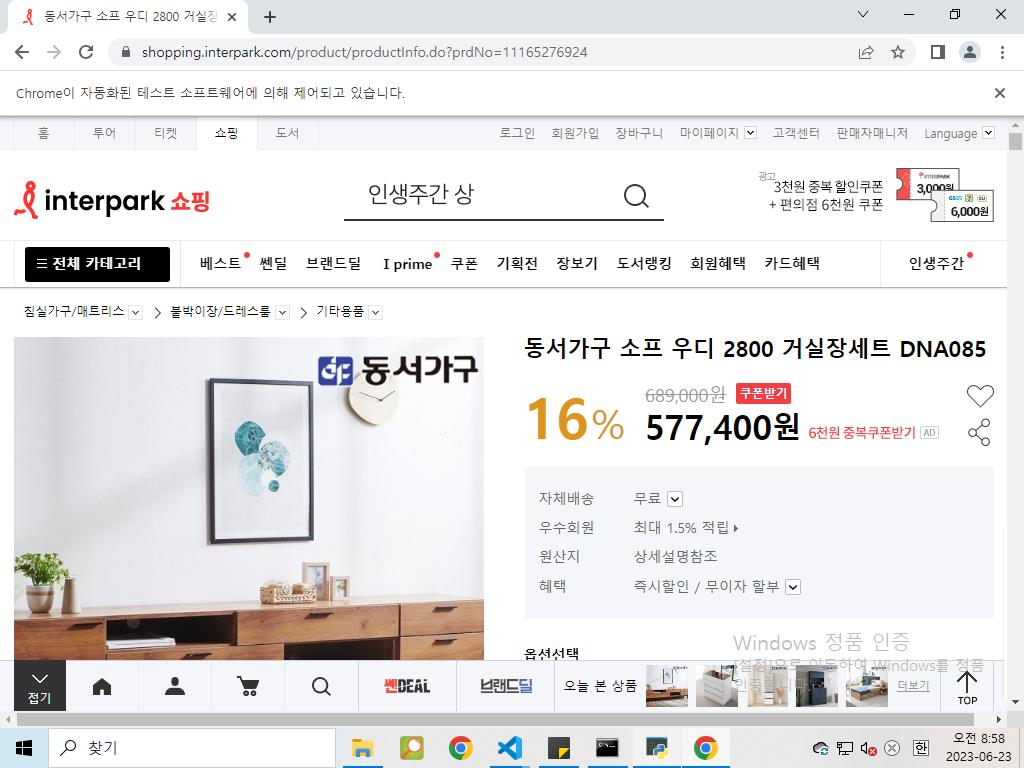 동서가구 소프 우디 2800 거실장
shopping.interpark.com/product/productInfo.do?prdNo=11165276924
Chrome이 자동화된 테스트 소프트웨어에 의해 제어되고 있습니다.
홈 투어 티켓 쇼핑 도서 로그인 회원가입 장바구니 마이페이지 고객센터 판매자매니저 Language
interpark 쇼핑
인생주간 상
광고
3천원 중복 할인쿠폰
+ 편의점 6천원 쿠폰
INTERPARK
3,000원
GS25 CU
6,000원
전체 카테고리 베스트 쎈딜 브랜드딜 I prime 쿠폰 기획전 장보기 도서랭킹 회원혜택 카드혜택 인생주간
침실가구/매트리스 붙박이장/드레스룸 기타용품
동서가구
동서가구 소프 우디 2800 거실장세트 DNA085
16% 689,000원 쿠폰받기
577,400원 6천원 중복쿠폰받기 AD
자체배송 무료
우수회원 최대 1.5% 적립
원산지 상세설명참조
혜택 즉시할인 / 무이자 할부
옵션선택
Windows 정품 인증
[설정]으로 이동하여 Windows를 정품
인증합니다.
접기 쎈DEAL 브랜드딜 오늘 본 상품 더보기 TOP
찾기
한
오전 8:58
2023-06-23